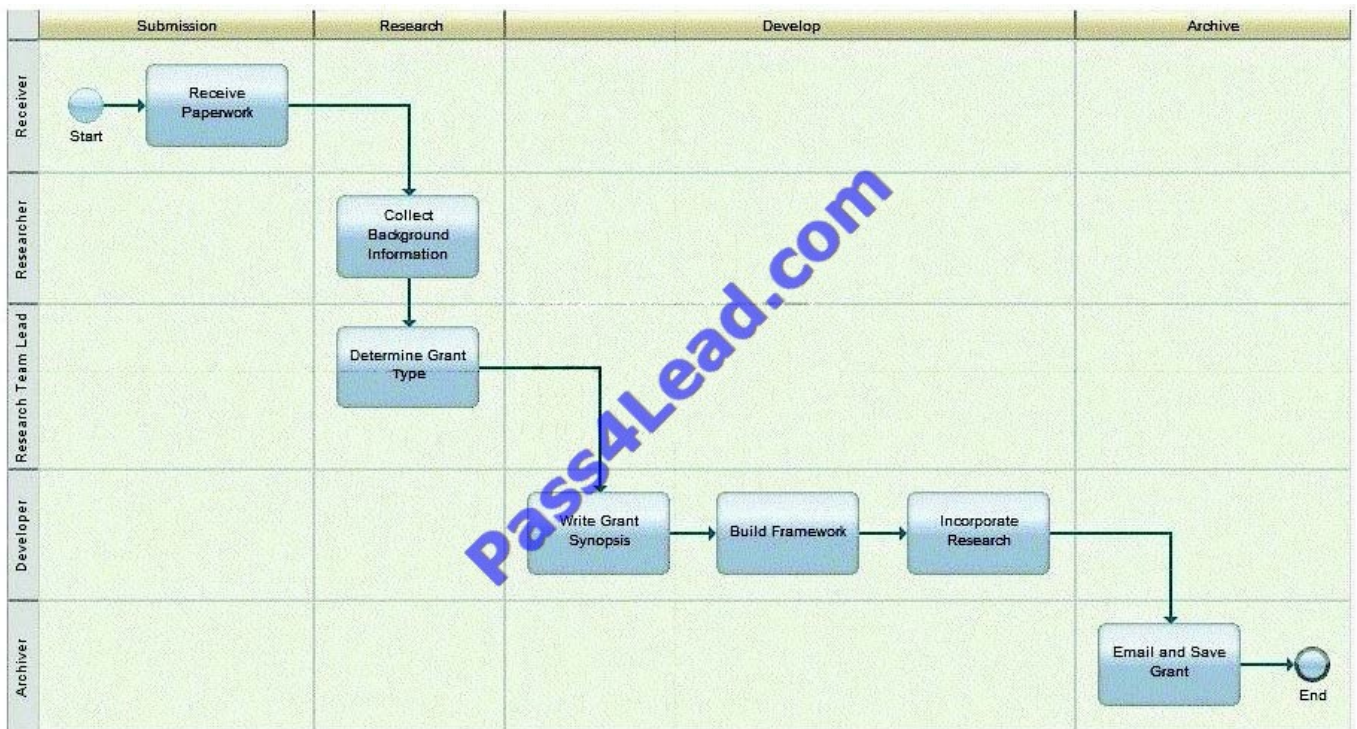 Submission
Research
Develop
Archive
Receiver
Start
Receive
Paperwork
Researcher
Collect
Background
Information
Research Team Lead
Determine Grant
Type
Developer
Write Grant
Synopsis
Build Framework
Incorporate
Research
Archiver
Email and Save
Grant
End
Pass4Lead.com